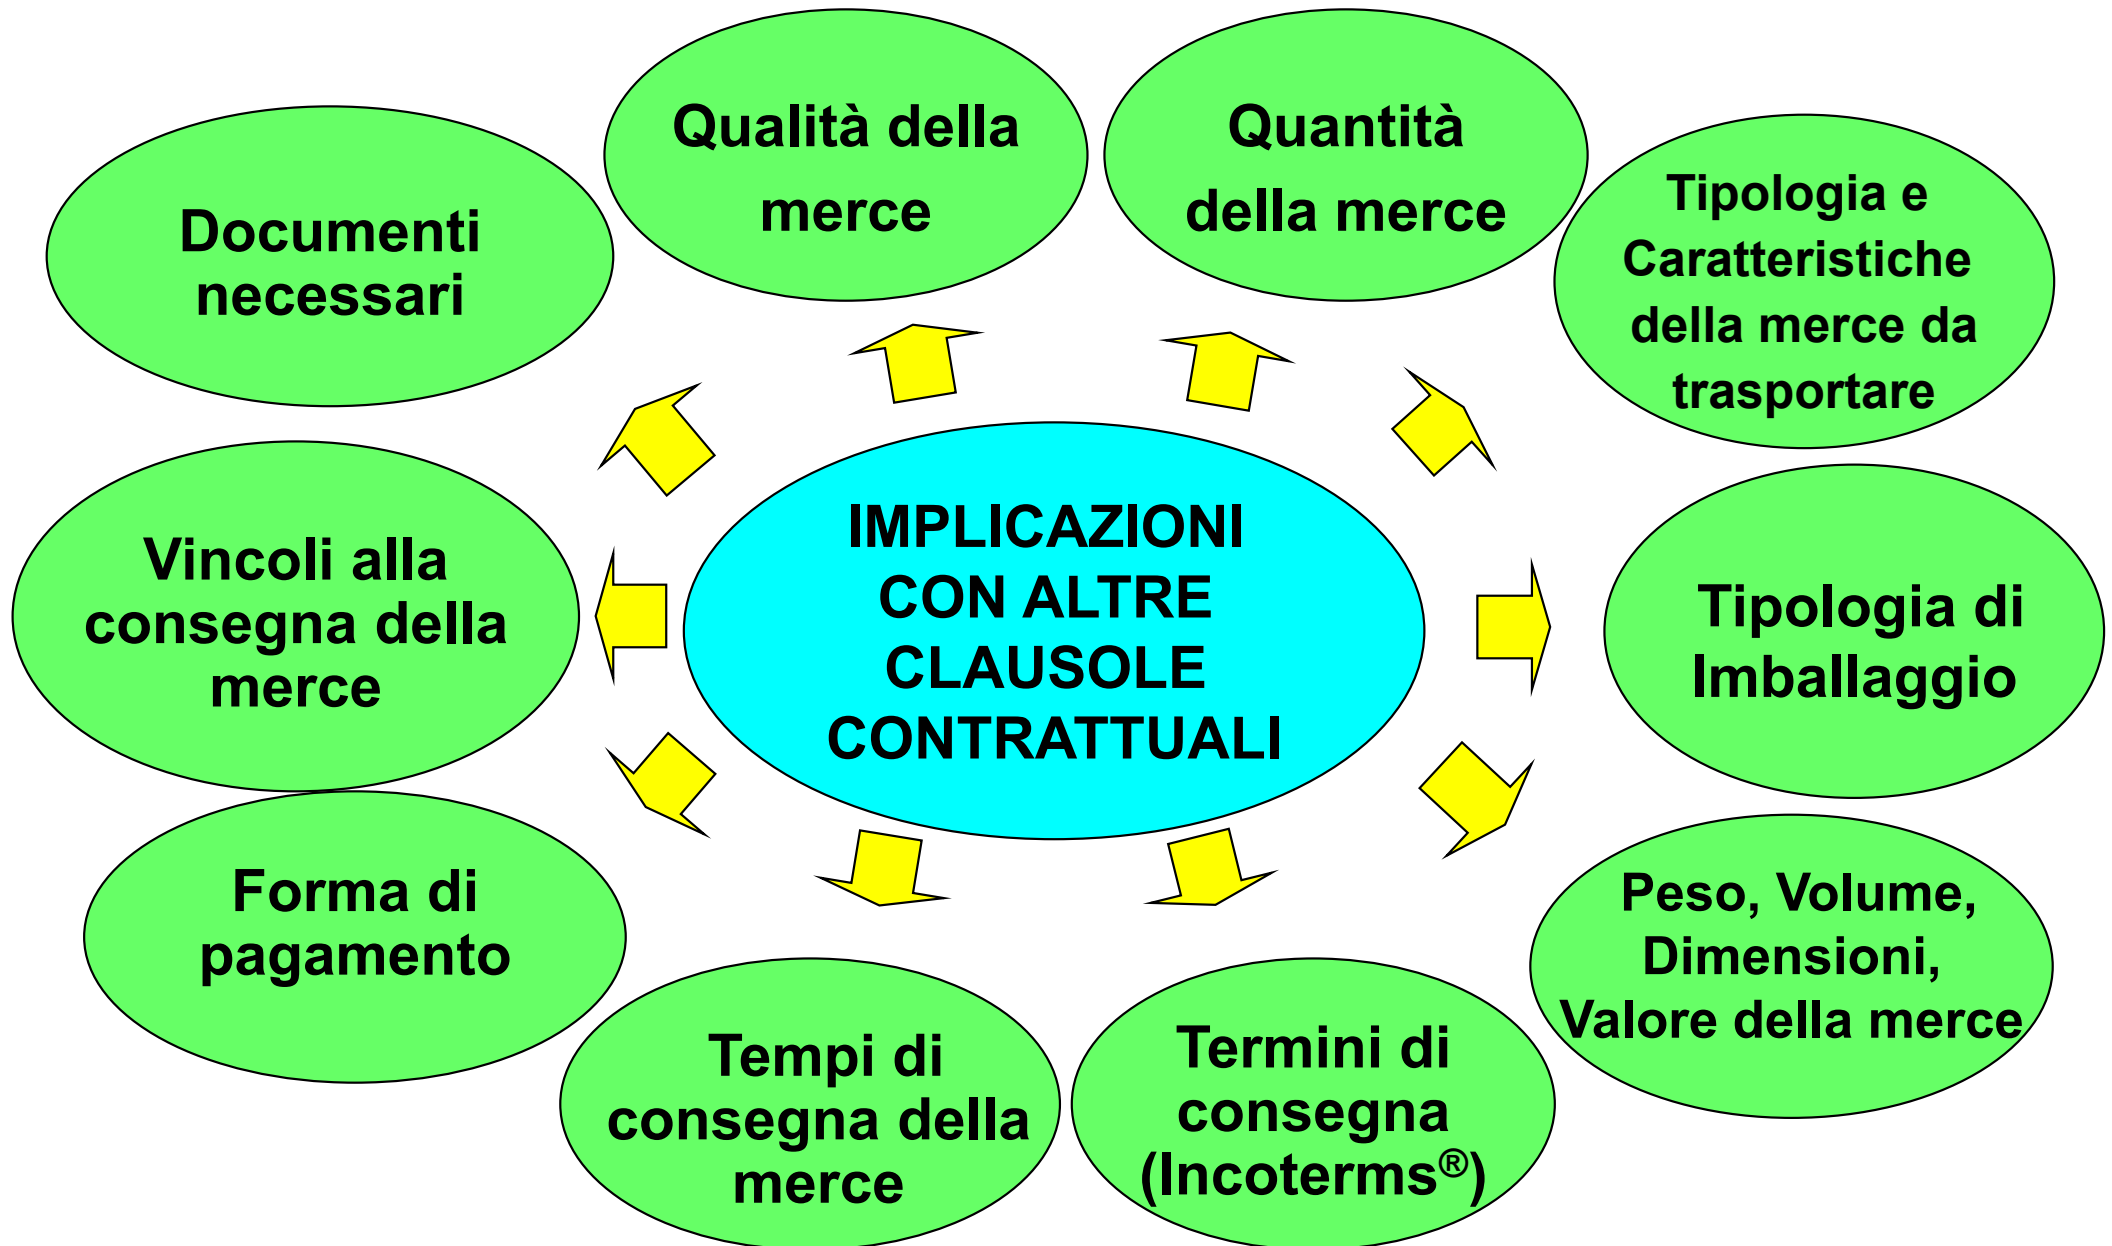 Qualità della
merce
Quantità
della merce
Documenti
necessari
Tipologia e
Caratteristiche
della merce da
trasportare
Vincoli alla
consegna della
merce
IMPLICAZIONI
CON ALTRE
CLAUSOLE
CONTRATTUALI
Tipologia di
Imballaggio
Forma di
pagamento
Peso, Volume,
Dimensioni,
Valore della merce
Tempi di
consegna della
merce
Termini di
consegna
(Incoterms®)